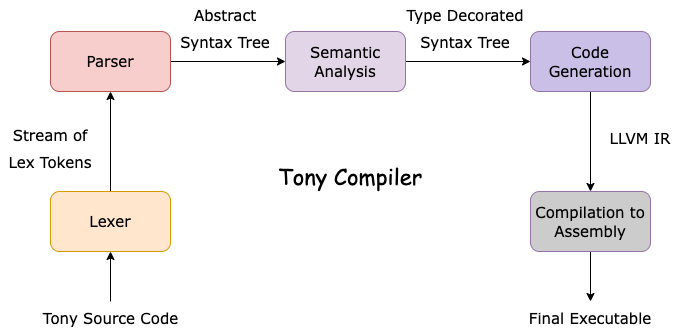 Abstract
Syntax Tree
Type Decorated
Syntax Tree
Parser
Semantic
Analysis
Code
Generation
Stream of
Lex Tokens
LLVM IR
Tony Compiler
Lexer
Compilation to
Assembly
Tony Source Code
Final Executable